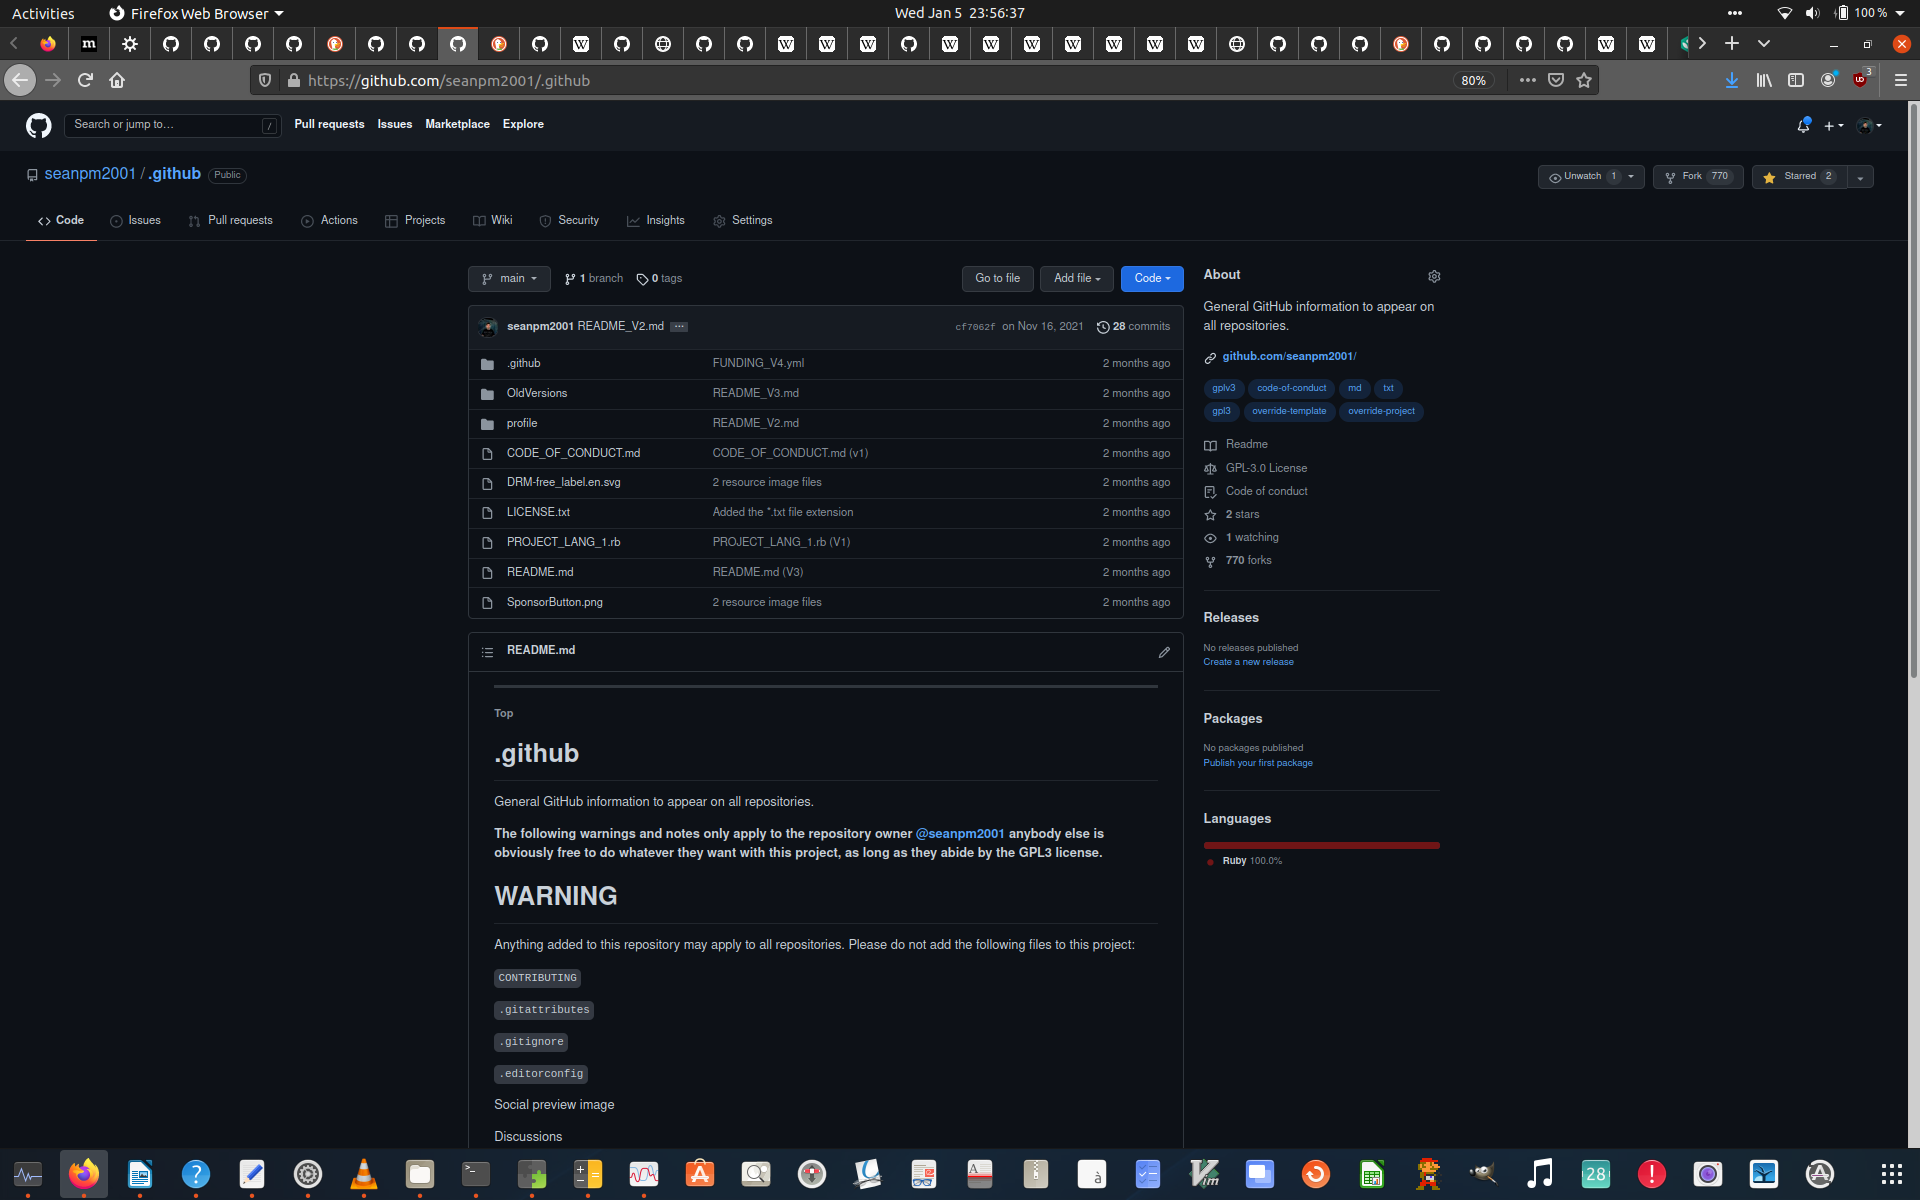 Activities
Firefox Web Browser
Wed Jan 5 23:56:37
100 %
https://github.com/seanpm2001/.github
80%
3
Search or jump to…
/
Pull requests
Issues
Marketplace
Explore
seanpm2001 / .github
Public
Unwatch 1
Fork 770
Starred 2
Code
Issues
Pull requests
Actions
Projects
Wiki
Security
Insights
Settings
main
1 branch
0 tags
Go to file
Add file
Code
seanpm2001 README_V2.md
cf7062f on Nov 16, 2021
28 commits
.github FUNDING_V4.yml 2 months ago
OldVersions README_V3.md 2 months ago
profile README_V2.md 2 months ago
CODE_OF_CONDUCT.md CODE_OF_CONDUCT.md (v1) 2 months ago
DRM-free_label.en.svg 2 resource image files 2 months ago
LICENSE.txt Added the *.txt file extension 2 months ago
PROJECT_LANG_1.rb PROJECT_LANG_1.rb (V1) 2 months ago
README.md README.md (V3) 2 months ago
SponsorButton.png 2 resource image files 2 months ago
README.md
Top
.github
General GitHub information to appear on all repositories.
The following warnings and notes only apply to the repository owner @seanpm2001 anybody else is
obviously free to do whatever they want with this project, as long as they abide by the GPL3 license.
WARNING
Anything added to this repository may apply to all repositories. Please do not add the following files to this project:
CONTRIBUTING
.gitattributes
.gitignore
.editorconfig
Social preview image
Discussions
About
General GitHub information to appear on
all repositories.
github.com/seanpm2001/
gplv3 code-of-conduct md txt
gpl3 override-template override-project
Readme
GPL-3.0 License
Code of conduct
2 stars
1 watching
770 forks
Releases
No releases published
Create a new release
Packages
No packages published
Publish your first package
Languages
Ruby 100.0%
28